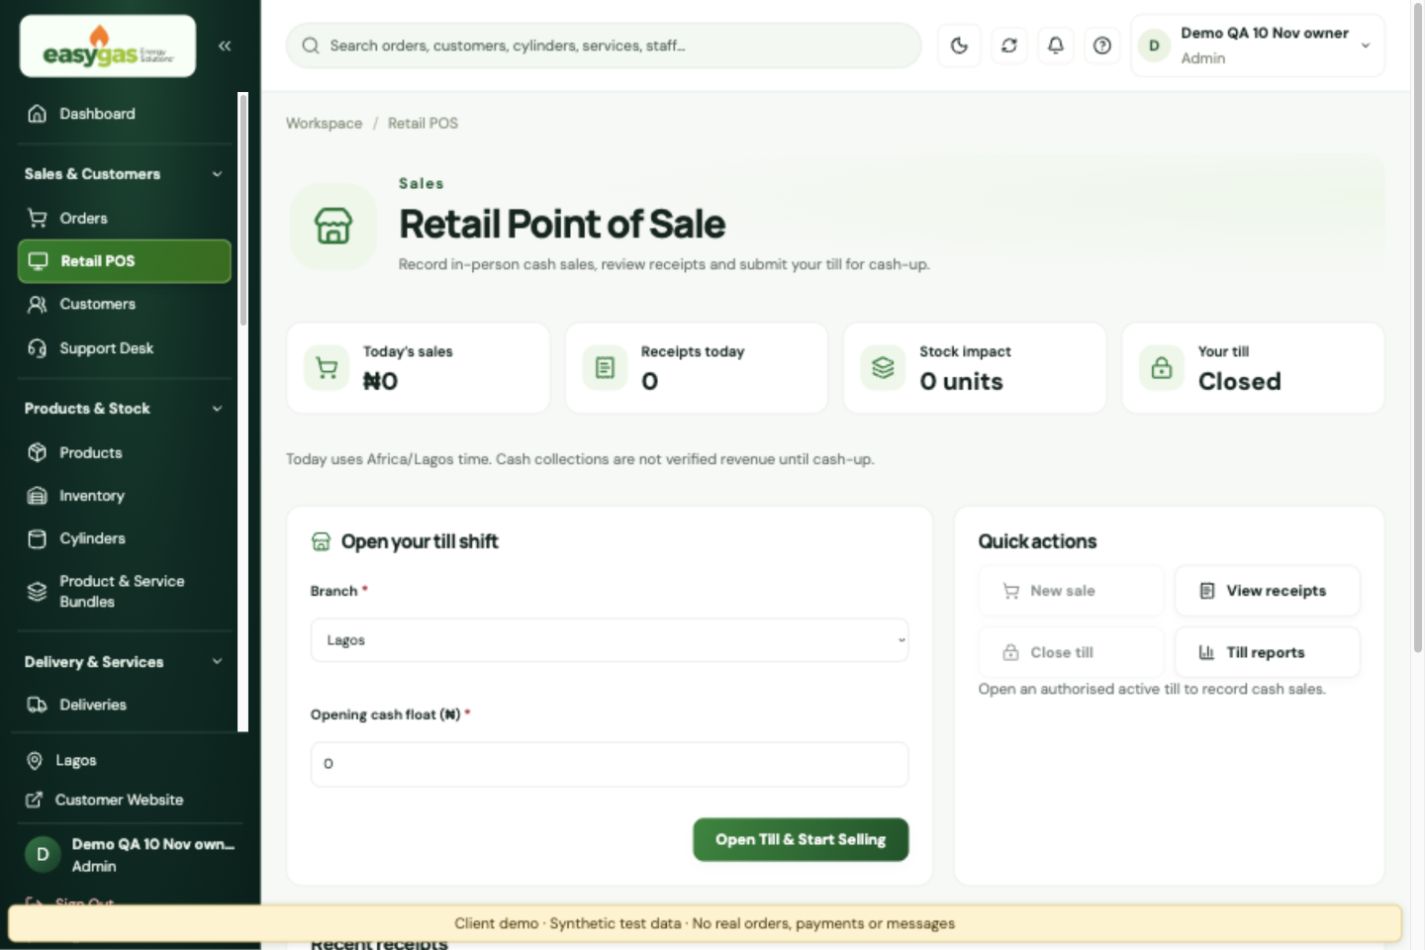 easygas Energy Solutions
Search orders, customers, cylinders, services, staff...
D
Demo QA 10 Nov owner
Admin
Dashboard
Sales & Customers
Orders
Retail POS
Customers
Support Desk
Products & Stock
Products
Inventory
Cylinders
Product & Service
Bundles
Delivery & Services
Deliveries
Lagos
Customer Website
D
Demo QA 10 Nov own...
Admin
Sign Out
Workspace / Retail POS
Sales
Retail Point of Sale
Record in-person cash sales, review receipts and submit your till for cash-up.
Today's sales
₦0
Receipts today
0
Stock impact
0 units
Your till
Closed
Today uses Africa/Lagos time. Cash collections are not verified revenue until cash-up.
Open your till shift
Branch *
Lagos
Opening cash float (₦) *
0
Open Till & Start Selling
Quick actions
New sale
View receipts
Close till
Till reports
Open an authorised active till to record cash sales.
Client demo · Synthetic test data · No real orders, payments or messages
Recent receipts